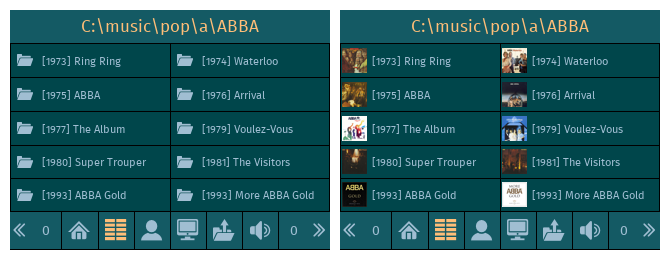 C:\music\pop\a\ABBA
[1973] Ring Ring [1974] Waterloo
[1975] ABBA [1976] Arrival
[1977] The Album [1979] Voulez-Vous
[1980] Super Trouper [1981] The Visitors
[1993] ABBA Gold [1993] More ABBA Gold
0 0
C:\music\pop\a\ABBA
[1973] Ring Ring [1974] Waterloo
[1975] ABBA [1976] Arrival
[1977] The Album [1979] Voulez-Vous
[1980] Super Trouper [1981] The Visitors
[1993] ABBA Gold [1993] More ABBA Gold
0 0